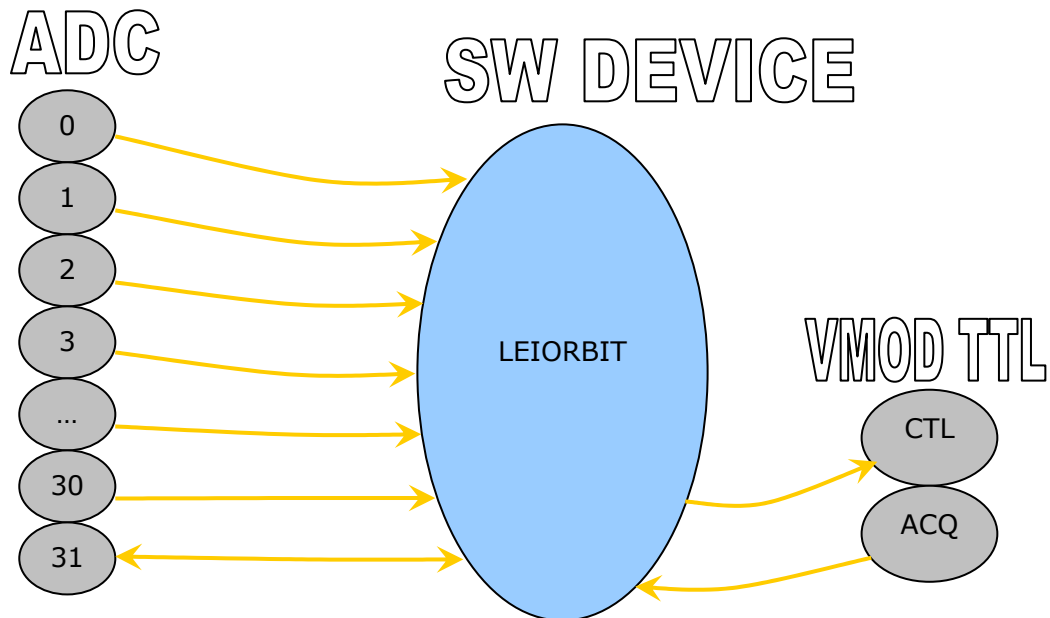 ADC
SW DEVICE
0
1
2
3
...
30
31
LEIORBIT
VMOD TTL
CTL
ACQ